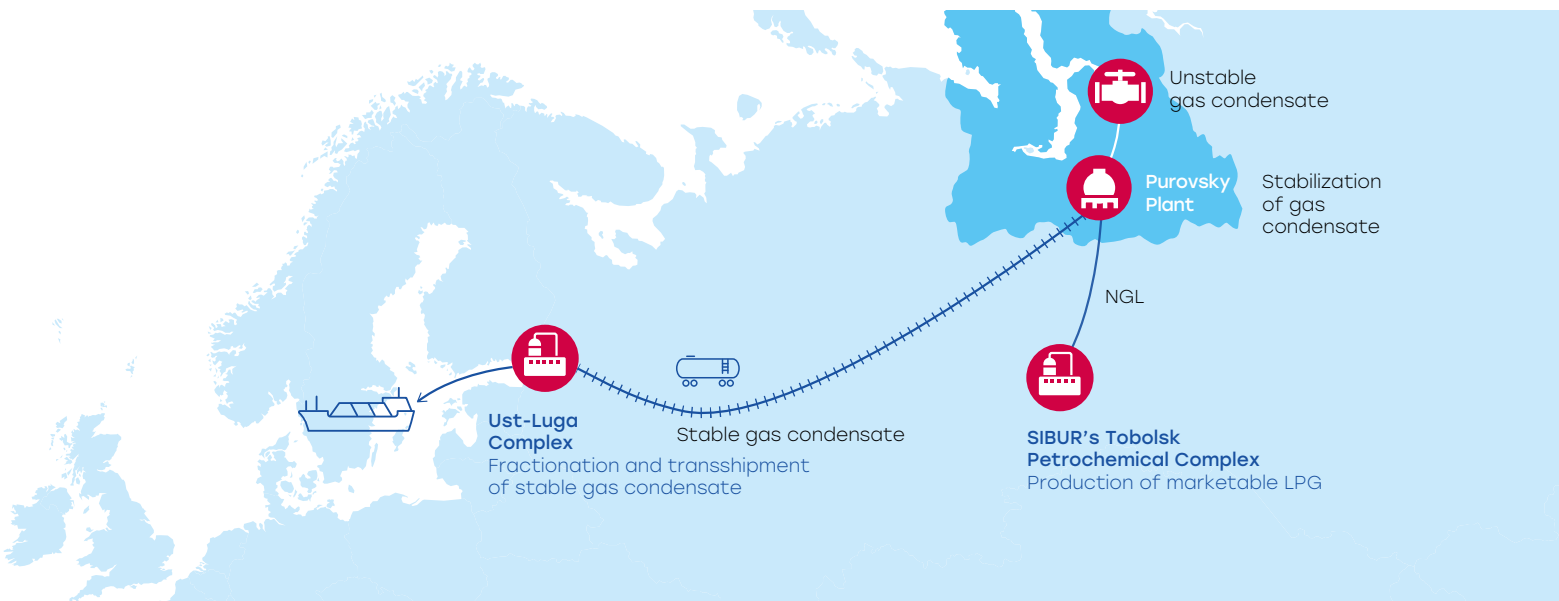 Unstable
gas condensate
Purovsky
Plant
Stabilization
of gas
condensate
NGL
Ust-Luga
Complex
Fractionation and transshipment
of stable gas condensate
Stable gas condensate
SIBUR's Tobolsk
Petrochemical Complex
Production of marketable LPG